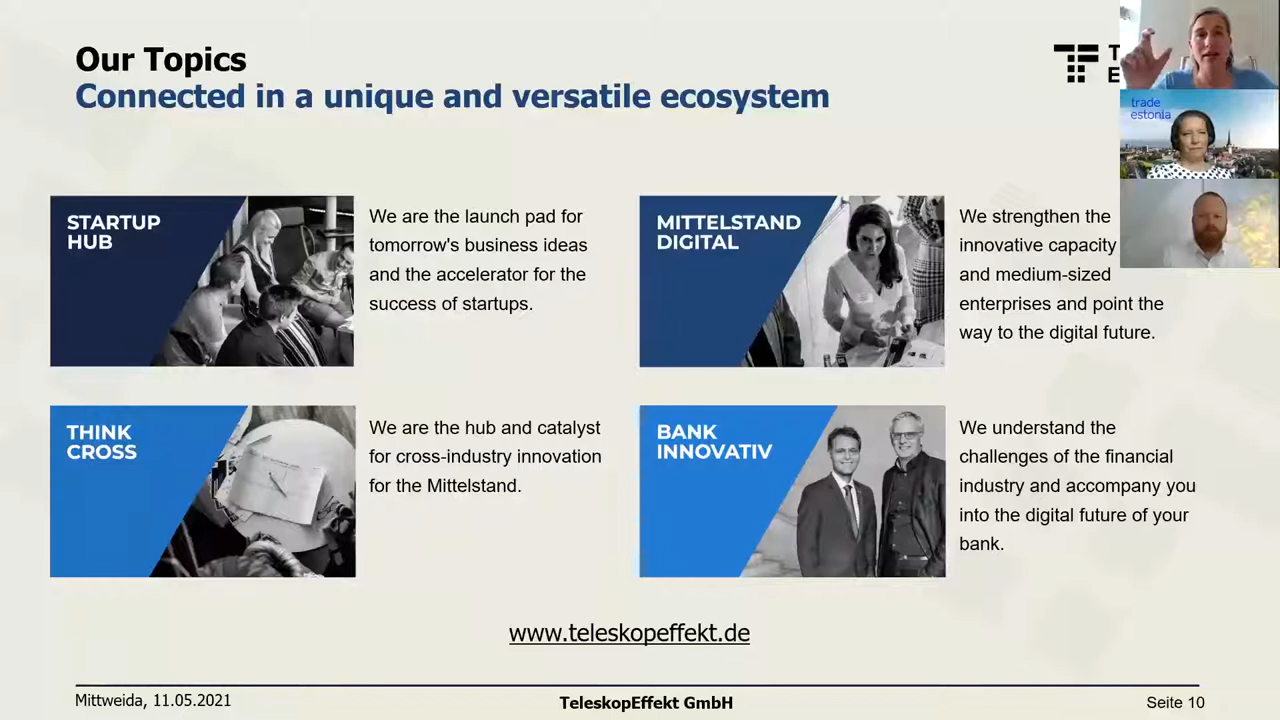 Our Topics
Connected in a unique and versatile ecosystem
T
E
trade
estonia
STARTUP
HUB
We are the launch pad for
tomorrow's business ideas
and the accelerator for the
success of startups.
MITTELSTAND
DIGITAL
We strengthen the
innovative capacity
and medium-sized
enterprises and point the
way to the digital future.
THINK
CROSS
We are the hub and catalyst
for cross-industry innovation
for the Mittelstand.
BANK
INNOVATIV
We understand the
challenges of the financial
industry and accompany you
into the digital future of your
bank.
www.teleskopeffekt.de
Mittweida, 11.05.2021
TeleskopEffekt GmbH
Seite 10